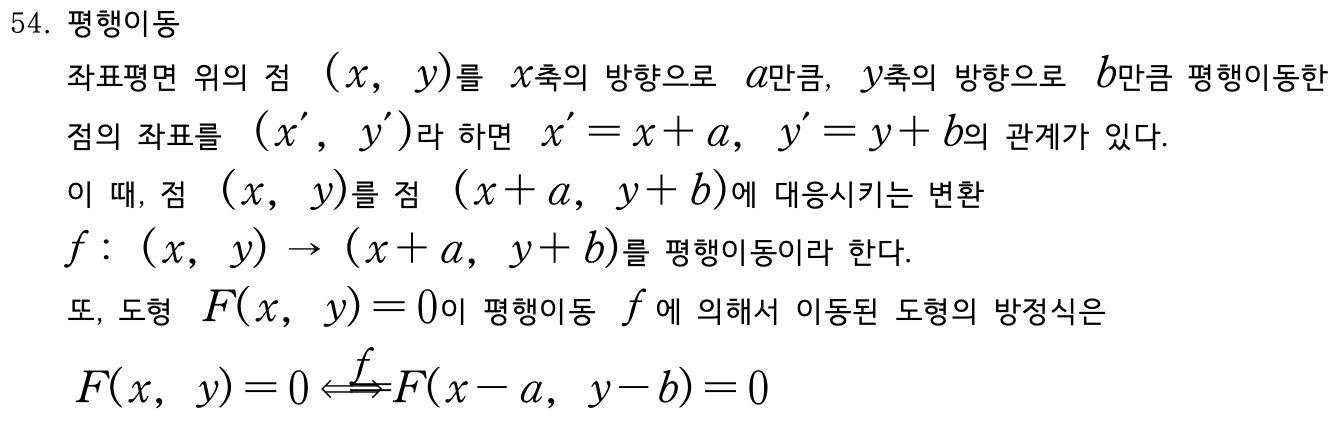 54. 평행이동
좌표평면 위의 점 (x, y)를 x축의 방향으로 a만큼, y축의 방향으로 b만큼 평행이동한
점의 좌표를 (x′, y′)라 하면 x′=x+a, y′=y+b의 관계가 있다.
이 때, 점 (x, y)를 점 (x+a, y+b)에 대응시키는 변환
f : (x, y) → (x+a, y+b)를 평행이동이라 한다.
또, 도형 F(x, y)=0이 평행이동 f 에 의해서 이동된 도형의 방정식은
F(x, y)=0 ⟺^f F(x−a, y−b)=0